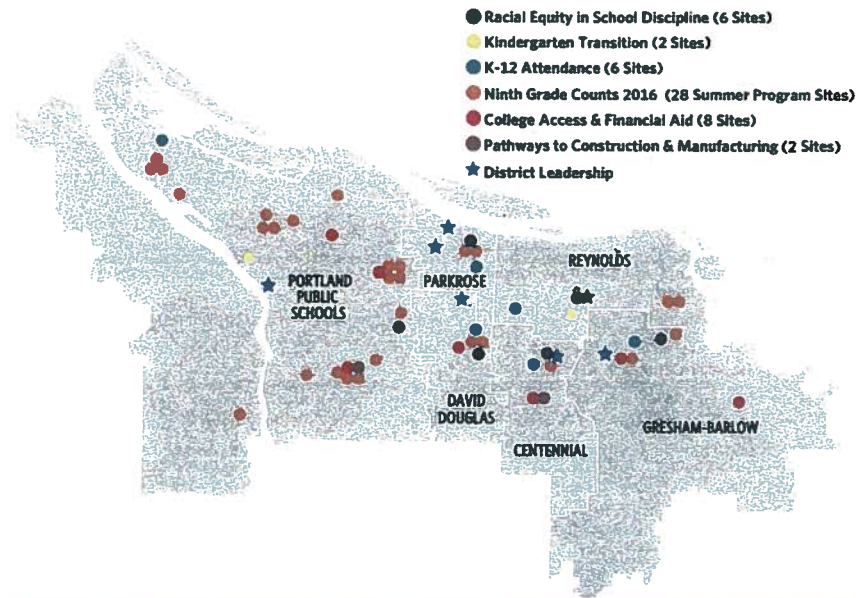 Racial Equity in School Discipline (6 Sites)
Kindergarten Transition (2 Sites)
K-12 Attendance (6 Sites)
Ninth Grade Counts 2016 (28 Summer Program Sites)
College Access & Financial Aid (8 Sites)
Pathways to Construction & Manufacturing (2 Sites)
District Leadership
REYNOLDS
PORTLAND
PUBLIC
SCHOOLS
PARKROSE
DAVID
DOUGLAS
GRESHAM-BARLOW
CENTENNIAL